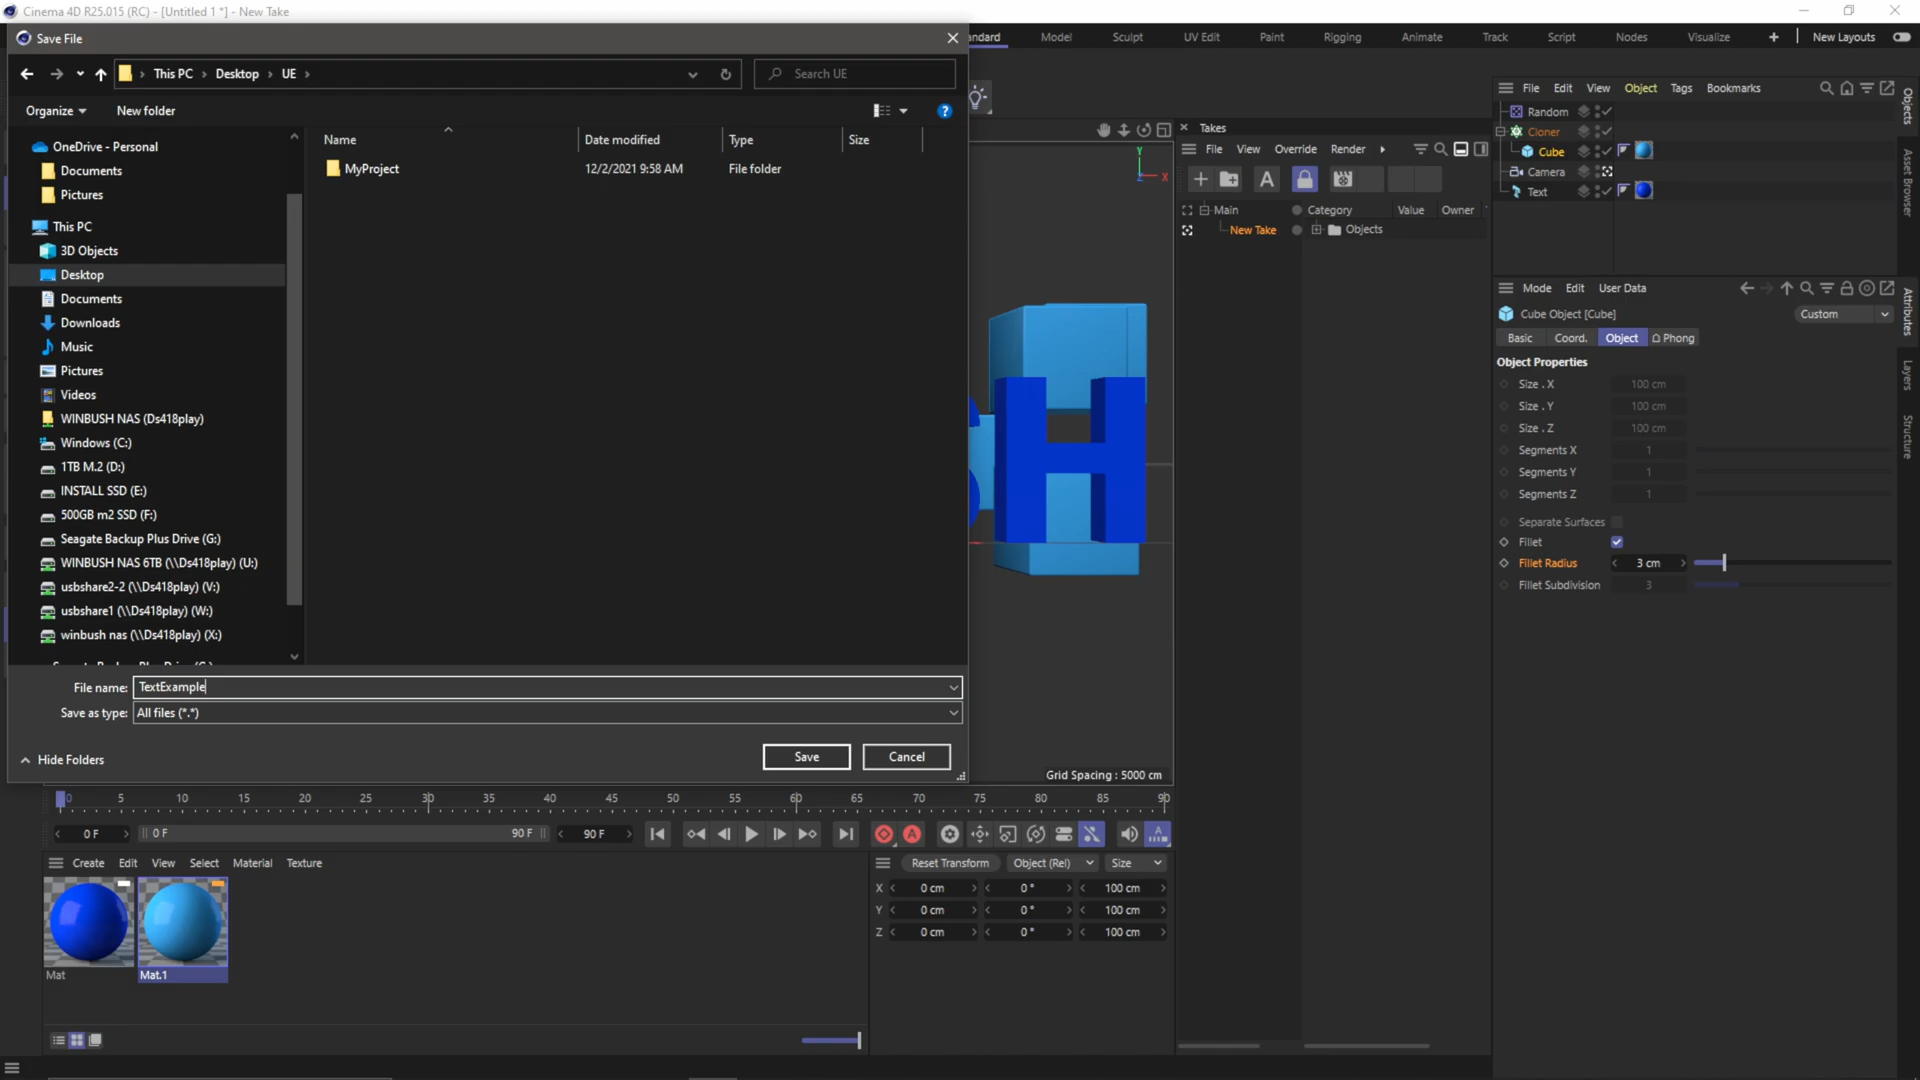 Cinema 4D R25.015 (RC) - [Untitled 1 *] - New Take
Save File
andard
Model
Sculpt
UV Edit
Paint
Rigging
Animate
Track
Script
Nodes
Visualize
New Layouts
This PC
Desktop
UE
Search UE
Organize
New folder
Name
Date modified
Type
Size
MyProject
12/2/2021 9:58 AM
File folder
OneDrive - Personal
Documents
Pictures
This PC
3D Objects
Desktop
Documents
Downloads
Music
Pictures
Videos
WINBUSH NAS (Ds418play)
Windows (C:)
1TB M.2 (D:)
INSTALL SSD (E:)
500GB m2 SSD (F:)
Seagate Backup Plus Drive (G:)
WINBUSH NAS 6TB (\\Ds418play) (U:)
usbshare2-2 (\\Ds418play) (V:)
usbshare1 (\\Ds418play) (W:)
winbush nas (\\Ds418play) (X:)
File name: TextExample
Save as type: All files (*.*)
Hide Folders
Save
Cancel
Y
X
Z
H
Grid Spacing : 5000 cm
Takes
File View Override Render
A
Main
Category
Value
Owner
New Take
Objects
File Edit View Object Tags Bookmarks
Random
Cloner
Cube
Camera
Text
Objects
Asset Browser
Mode Edit User Data
Cube Object [Cube]
Custom
Basic
Coord.
Object
Phong
Object Properties
Size . X 100 cm
Size . Y 100 cm
Size . Z 100 cm
Segments X 1
Segments Y 1
Segments Z 1
Separate Surfaces
Fillet
Fillet Radius 3 cm
Fillet Subdivision 3
Attributes
Layers
Structure
0 5 10 15 20 25 30 35 40 45 50 55 60 65 70 75 80 85 90
0 F
0 F
90 F
90 F
Create Edit View Select Material Texture
Mat
Mat.1
Reset Transform
Object (Rel)
Size
X 0 cm 0 ° 100 cm
Y 0 cm 0 ° 100 cm
Z 0 cm 0 ° 100 cm